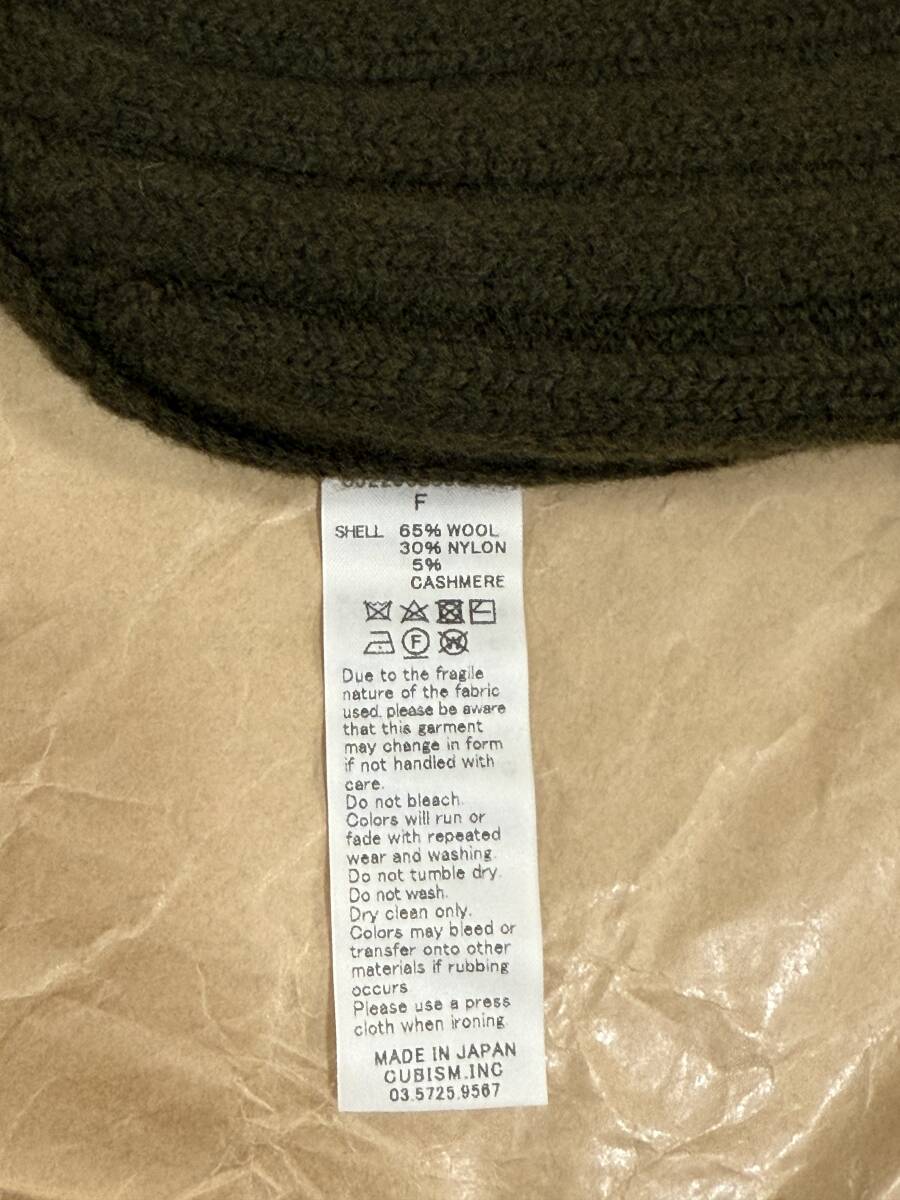 F
SHELL 65% WOOL
30% NYLON
5%
CASHMERE
F W
Due to the fragile
nature of the fabric
used, please be aware
that this garment
may change in form
if not handled with
care.
Do not bleach.
Colors will run or
fade with repeated
wear and washing.
Do not tumble dry.
Do not wash.
Dry clean only.
Colors may bleed or
transfer onto other
materials if rubbing
occurs
Please use a press
cloth when ironing.
MADE IN JAPAN
CUBISM.INC
03.5725.9567